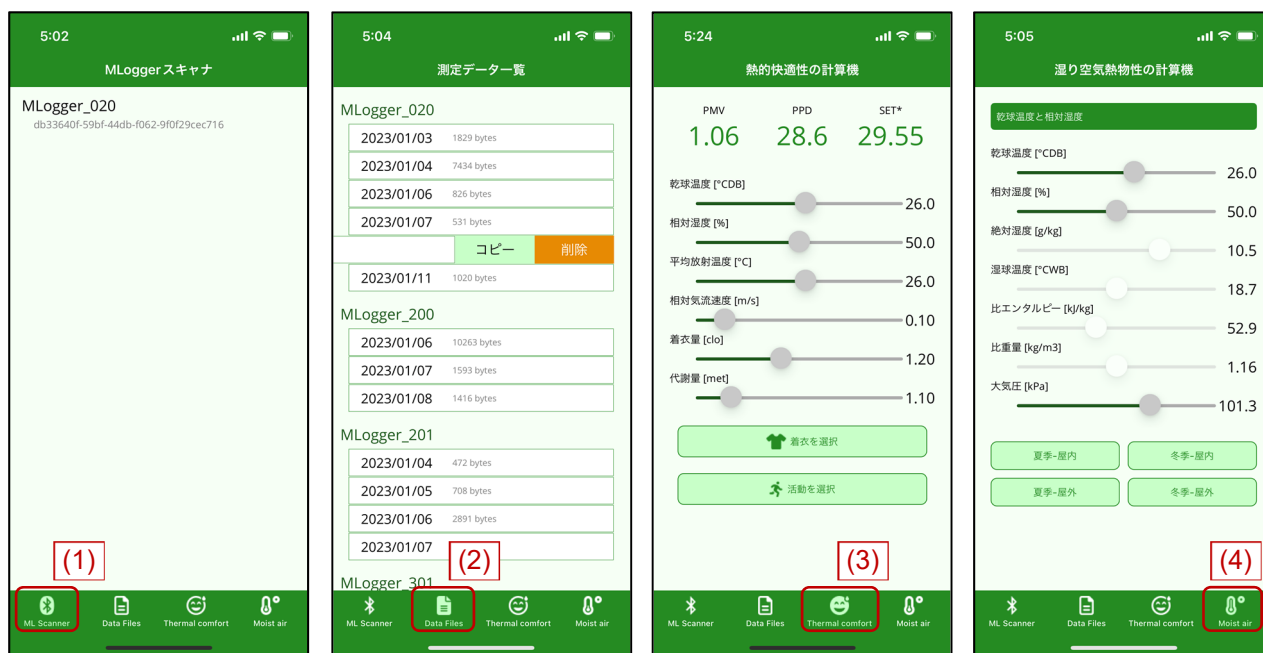 5:02
MLoggerスキャナ
MLogger_020
db33640f-59bf-44db-f062-9f0f29cec716
(1)
ML Scanner
Data Files
Thermal comfort
Moist air
5:04
測定データ一覧
MLogger_020
2023/01/03 1829 bytes
2023/01/04 7434 bytes
2023/01/06 826 bytes
2023/01/07 531 bytes
コピー 削除
2023/01/11 1020 bytes
MLogger_200
2023/01/06 10263 bytes
2023/01/07 1593 bytes
2023/01/08 1416 bytes
MLogger_201
2023/01/04 472 bytes
2023/01/05 708 bytes
2023/01/06 2891 bytes
2023/01/07
(2)
MLogger_301
ML Scanner
Data Files
Thermal comfort
Moist air
5:24
熱的快適性の計算機
PMV PPD SET*
1.06 28.6 29.55
乾球温度 [°CDB]
26.0
相対湿度 [%]
50.0
平均放射温度 [°C]
26.0
相対気流速度 [m/s]
0.10
着衣量 [clo]
1.20
代謝量 [met]
1.10
着衣を選択
活動を選択
(3)
ML Scanner
Data Files
Thermal comfort
Moist air
5:05
湿り空気熱物性の計算機
乾球温度と相対湿度
乾球温度 [°CDB]
26.0
相対湿度 [%]
50.0
絶対湿度 [g/kg]
10.5
湿球温度 [°CWB]
18.7
比エンタルピー [kJ/kg]
52.9
比重量 [kg/m3]
1.16
大気圧 [kPa]
101.3
夏季-屋内 冬季-屋内
夏季-屋外 冬季-屋外
(4)
ML Scanner
Data Files
Thermal comfort
Moist air